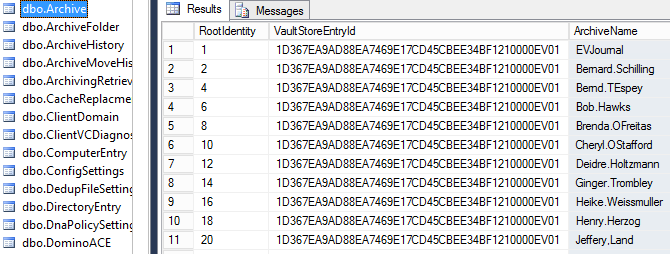 dbo.Archive
dbo.ArchiveFolder
dbo.ArchiveHistory
dbo.ArchiveMoveHis
dbo.ArchivingRetrie
dbo.CacheReplacme
dbo.ClientDomain
dbo.ClientVCDiagnos
dbo.ComputerEntry
dbo.ConfigSettings
dbo.DedupFileSetting
dbo.DirectoryEntry
dbo.DnaPolicySetting
dbo.DominoACE
Results Messages
RootIdentity VaultStoreEntryId ArchiveName
1 1 1D367EA9AD88EA7469E17CD45CBEE34BF1210000EV01 EVJournal
2 2 1D367EA9AD88EA7469E17CD45CBEE34BF1210000EV01 Bernard.Schilling
3 4 1D367EA9AD88EA7469E17CD45CBEE34BF1210000EV01 Bernd.TEspey
4 6 1D367EA9AD88EA7469E17CD45CBEE34BF1210000EV01 Bob.Hawks
5 8 1D367EA9AD88EA7469E17CD45CBEE34BF1210000EV01 Brenda.OFreitas
6 10 1D367EA9AD88EA7469E17CD45CBEE34BF1210000EV01 Cheryl.OStafford
7 12 1D367EA9AD88EA7469E17CD45CBEE34BF1210000EV01 Deidre.Holtzmann
8 14 1D367EA9AD88EA7469E17CD45CBEE34BF1210000EV01 Ginger.Trombley
9 16 1D367EA9AD88EA7469E17CD45CBEE34BF1210000EV01 Heike.Weissmuller
10 18 1D367EA9AD88EA7469E17CD45CBEE34BF1210000EV01 Henry.Herzog
11 20 1D367EA9AD88EA7469E17CD45CBEE34BF1210000EV01 Jeffery,Land